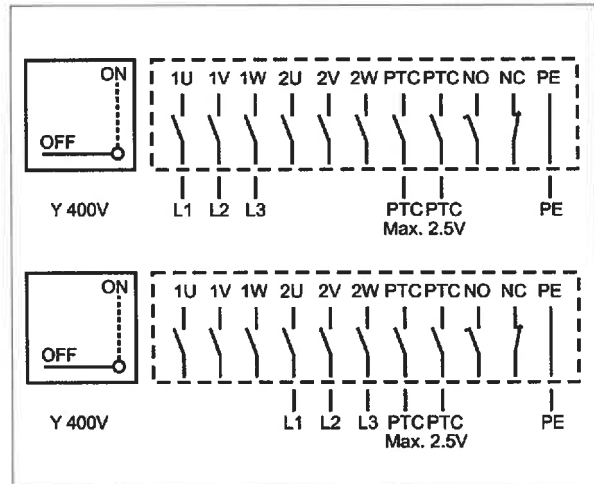 ON
OFF
Y 400V
1U 1V 1W 2U 2V 2W PTC PTC NO NC PE
L1 L2 L3 PTC PTC PE
Max. 2.5V
ON
OFF
Y 400V
1U 1V 1W 2U 2V 2W PTC PTC NO NC PE
L1 L2 L3 PTC PTC PE
Max. 2.5V